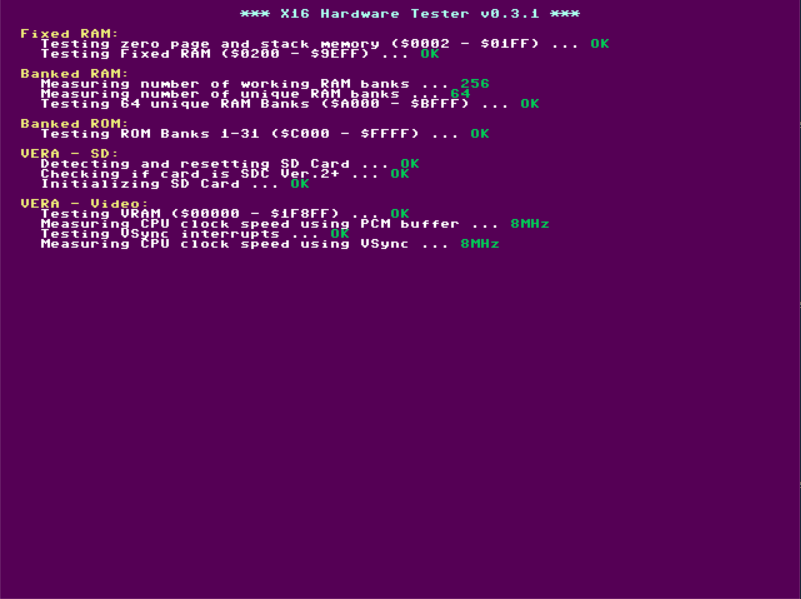 *** X16 Hardware Tester v0.3.1 ***
Fixed RAM:
Testing zero page and stack memory ($0002 - $01FF) ... OK
Testing Fixed RAM ($0200 - $9EFF) ... OK
Banked RAM:
Measuring number of working RAM banks ... 256
Measuring number of unique RAM banks ... 64
Testing 64 unique RAM Banks ($A000 - $BFFF) ... OK
Banked ROM:
Testing ROM Banks 1-31 ($C000 - $FFFF) ... OK
VERA - SD:
Detecting and resetting SD Card ... OK
Checking if card is SDC Ver.2+ ... OK
Initializing SD Card ... OK
VERA - Video:
Testing VRAM ($00000 - $1F8FF) ... OK
Measuring CPU clock speed using PCM buffer ... 8MHz
Testing VSync interrupts ... OK
Measuring CPU clock speed using VSync ... 8MHz